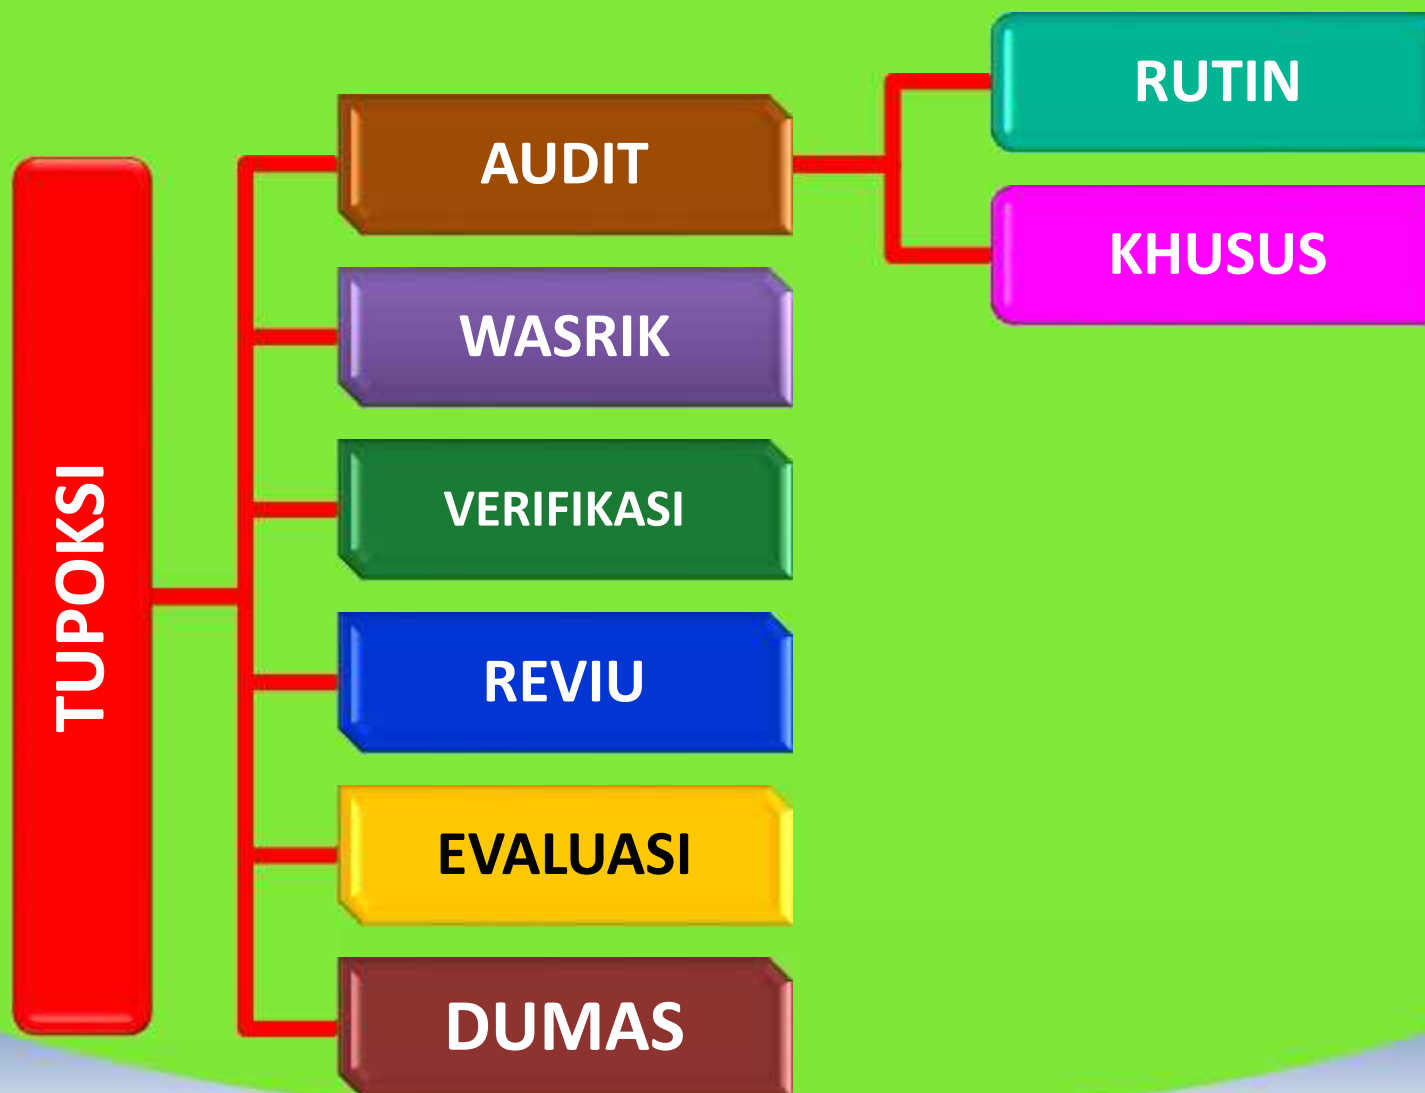 TUPOKSI
AUDIT
RUTIN
KHUSUS
WASRIK
VERIFIKASI
REVIU
EVALUASI
DUMAS